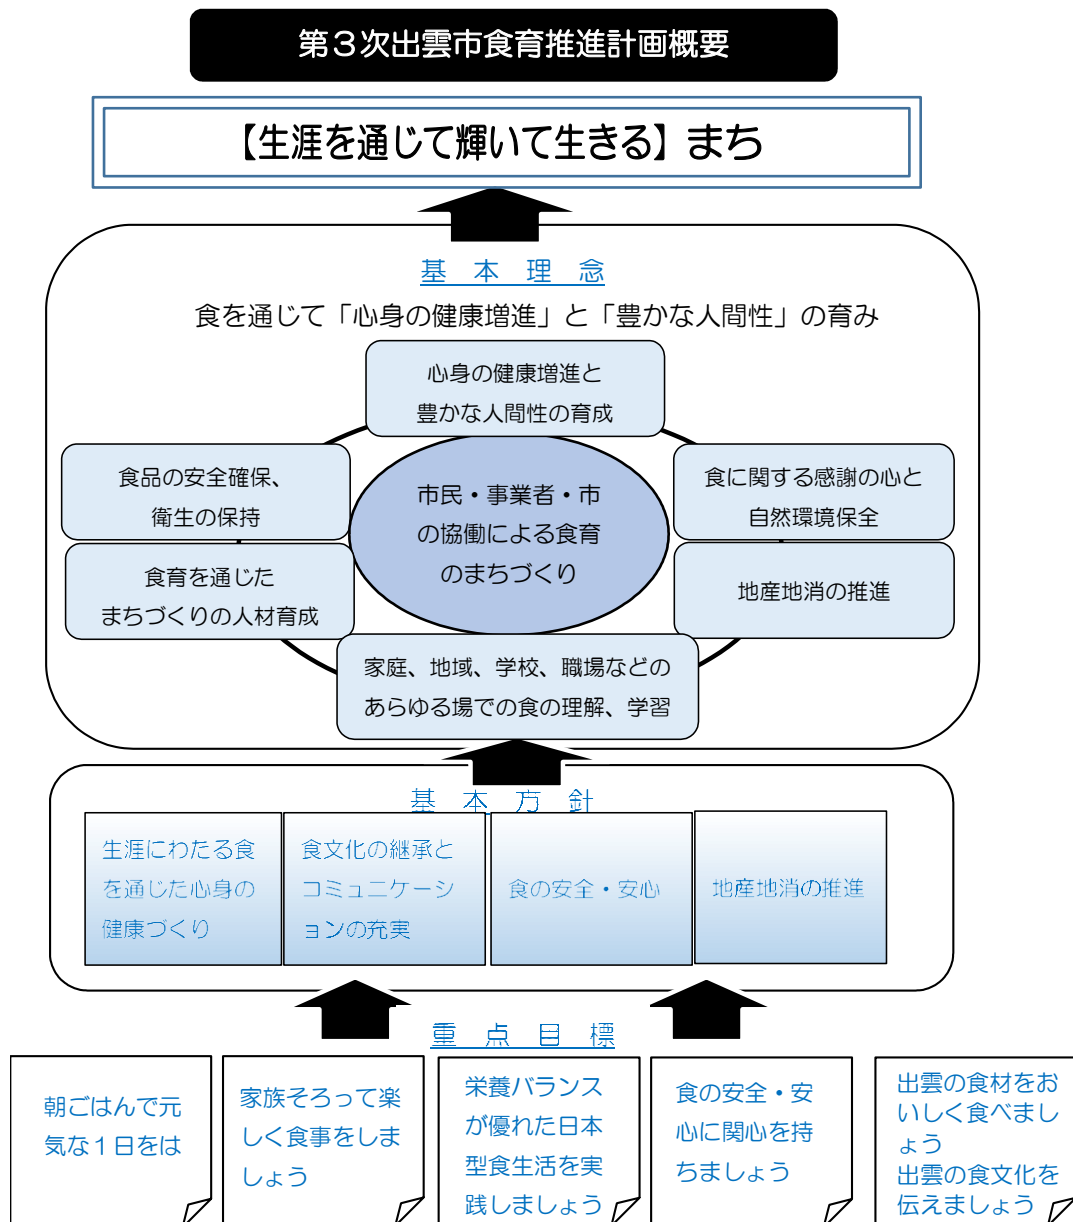 第３次出雲市食育推進計画概要
【生涯を通じて輝いて生きる】まち
基　本　理　念
食を通じて「心身の健康増進」と「豊かな人間性」の育み
心身の健康増進と
豊かな人間性の育成
食品の安全確保、
衛生の保持
市民・事業者・市
の協働による食育
のまちづくり
食に関する感謝の心と
自然環境保全
食育を通じた
まちづくりの人材育成
地産地消の推進
家庭、地域、学校、職場などの
あらゆる場での食の理解、学習
基　本　方　針
生涯にわたる食
を通じた心身の
健康づくり
食文化の継承と
コミュニケーシ
ョンの充実
食の安全・安心
地産地消の推進
重　点　目　標
朝ごはんで元
気な１日をは
家族そろって楽
しく食事をしま
しょう
栄養バランス
が優れた日本
型食生活を実
践しましょう
食の安全・安
心に関心を持
ちましょう
出雲の食材をお
いしく食べまし
ょう
出雲の食文化を
伝えましょう